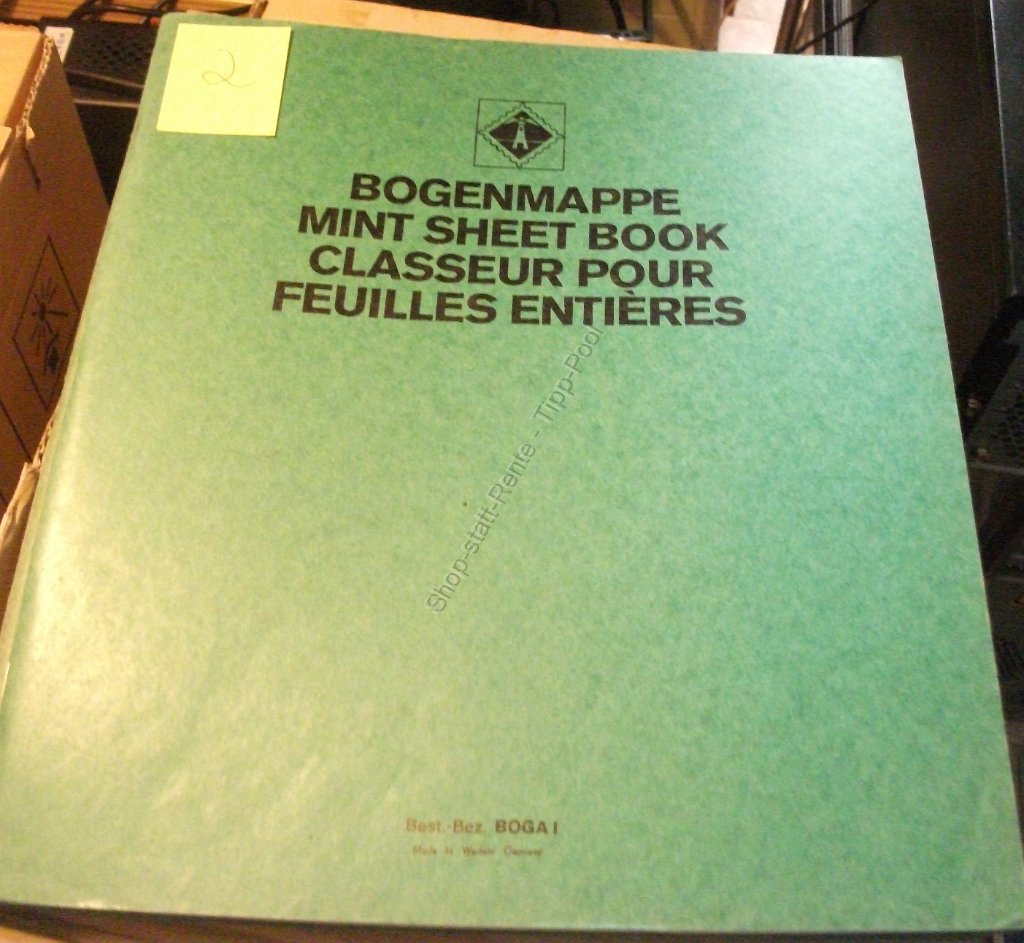 2
BOGENMAPPE
MINT SHEET BOOK
CLASSEUR POUR
FEUILLES ENTIÈRES
Shop-statt-Rente - Tipp-Pool
Best.-Bez. BOGA I
Made in Western Germany